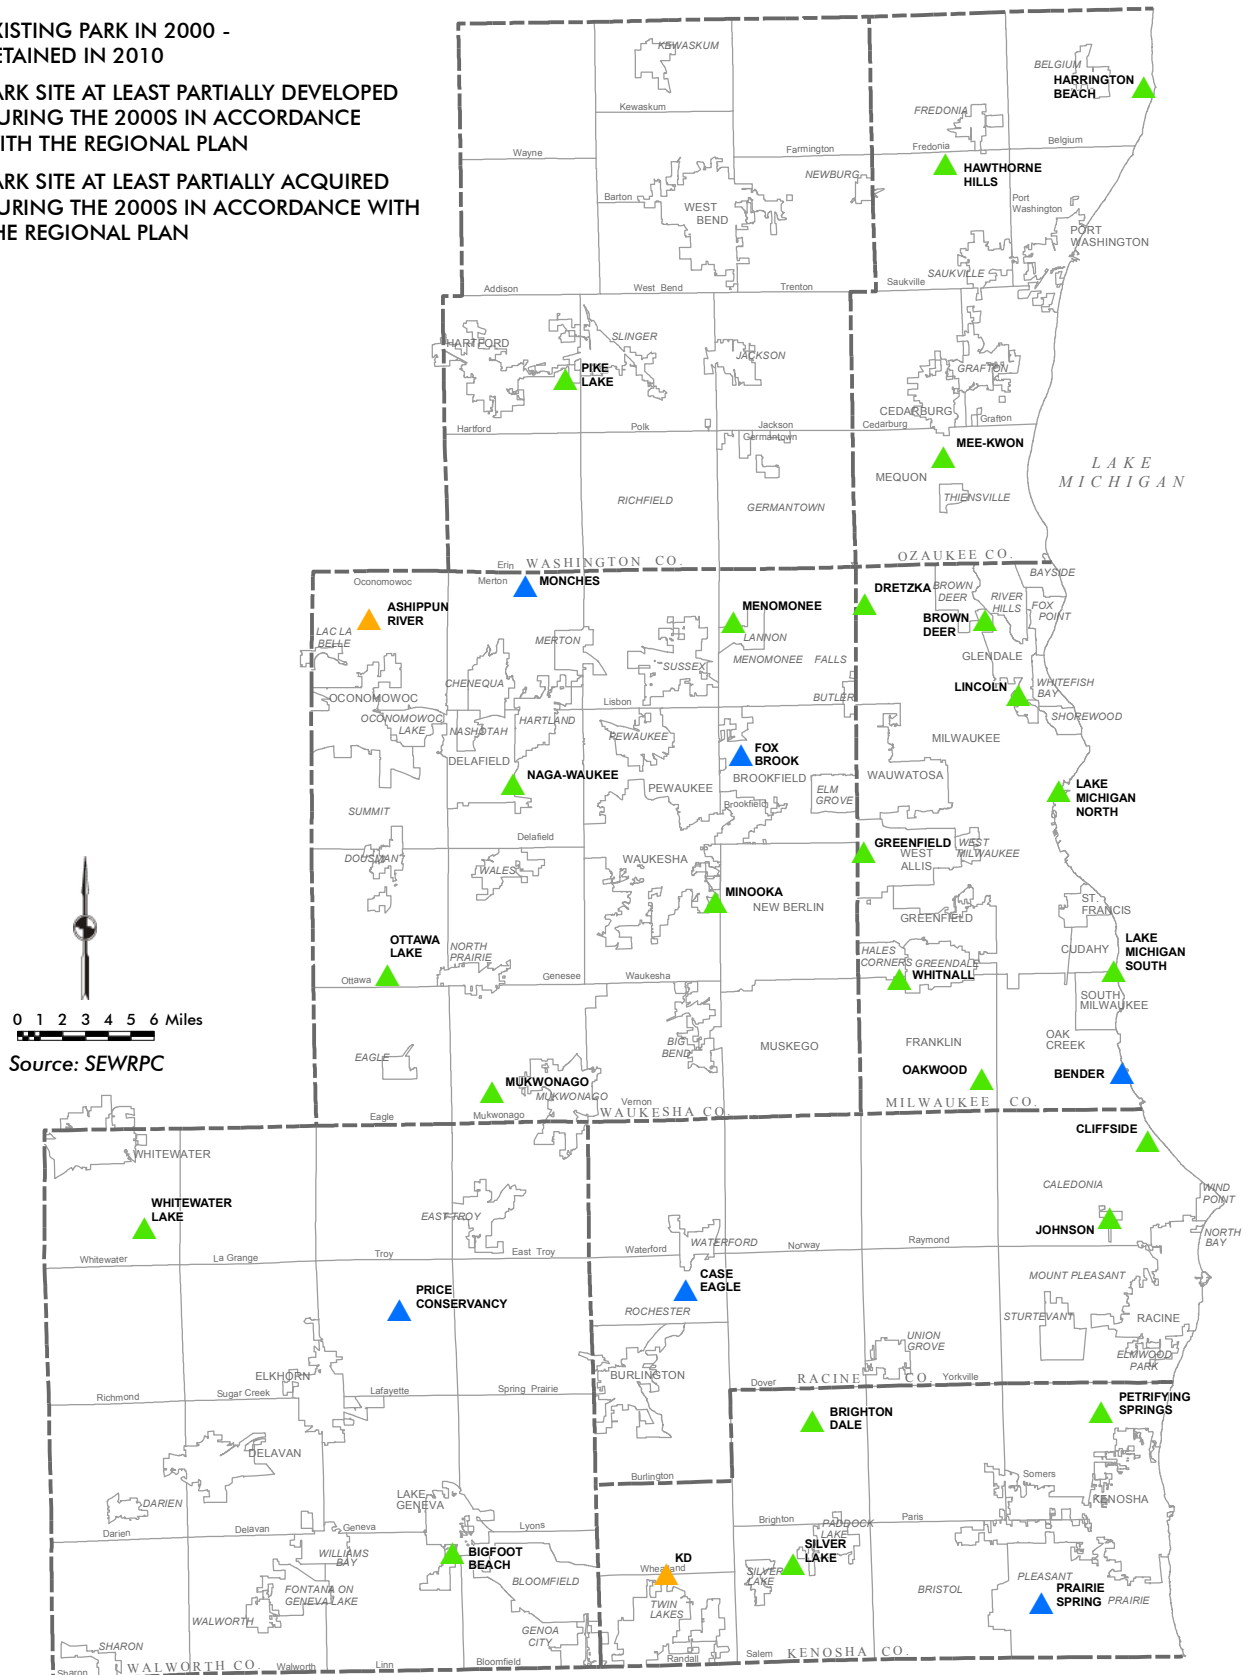 XISTING PARK IN 2000 -
ETAINED IN 2010
ARK SITE AT LEAST PARTIALLY DEVELOPED
URING THE 2000S IN ACCORDANCE
ITH THE REGIONAL PLAN
ARK SITE AT LEAST PARTIALLY ACQUIRED
URING THE 2000S IN ACCORDANCE WITH
HE REGIONAL PLAN
KEWASKUM
Kewaskum
BELGIUM
HARRINGTON
BEACH
FREDONIA
Wayne
Farmington
Fredonia
Belgium
HAWTHORNE
HILLS
NEWBURG
Barton
WEST
BEND
Port
Washington
PORT
WASHINGTON
SAUKVILLE
Saukville
Addison
West Bend
Trenton
HARTFORD
SLINGER
JACKSON
PIKE
LAKE
GRAFTON
CEDARBURG
Cedarburg
Grafton
Hartford
Polk
Jackson
Germantown
MEE-KWON
MEQUON
THIENSVILLE
LAKE
MICHIGAN
RICHFIELD
GERMANTOWN
Erin
WASHINGTON CO.
OZAUKEE CO.
Oconomowoc
Merton
MONCHES
ASHIPPUN
RIVER
LAC LA
BELLE
MENOMONEE
LANNON
MERTON
SUSSEX
MENOMONEE FALLS
DRETZKA
BROWN
DEER
BROWN
DEER
RIVER
HILLS
BAYSIDE
FOX
POINT
GLENDALE
LINCOLN
WHITEFISH
BAY
SHOREWOOD
CHENEQUA
OCONOMOWOC
OCONOMOWOC
LAKE
NASHOTAH
HARTLAND
Lisbon
BUTLER
PEWAUKEE
DELAFIELD
NAGA-WAUKEE
FOX
BROOK
BROOKFIELD
PEWAUKEE
Brookfield
ELM
GROVE
MILWAUKEE
WAUWATOSA
LAKE
MICHIGAN
NORTH
SUMMIT
Delafield
DOUSMAN
WALES
WAUKESHA
GREENFIELD
WEST
ALLIS
WEST
MILWAUKEE
MINOOKA
NEW BERLIN
GREENFIELD
ST.
FRANCIS
CUDAHY
LAKE
MICHIGAN
SOUTH
OTTAWA
LAKE
NORTH
PRAIRIE
Ottawa
Genesee
Waukesha
HALES
CORNERS
GREENDALE
WHITNALL
SOUTH
MILWAUKEE
0 1 2 3 4 5 6 Miles
Source: SEWRPC
EAGLE
BIG
BEND
MUSKEGO
FRANKLIN
OAK
CREEK
OAKWOOD
BENDER
MUKWONAGO
MUKWONAGO
Vernon
Eagle
Mukwonago
WAUKESHA CO.
MILWAUKEE CO.
CLIFFSIDE
WHITEWATER
WHITEWATER
LAKE
CALEDONIA
WIND
POINT
JOHNSON
NORTH
BAY
EAST TROY
Whitewater
La Grange
Troy
East Troy
Waterford
WATERFORD
Norway
Raymond
PRICE
CONSERVANCY
CASE
EAGLE
ROCHESTER
MOUNT PLEASANT
STURTEVANT
RACINE
ELMWOOD
PARK
UNION
GROVE
ELKHORN
BURLINGTON
Richmond
Sugar Creek
Lafayette
Spring Prairie
Dover
RACINE CO.
Yorkville
BRIGHTON
DALE
PETRIFYING
SPRINGS
DELAVAN
Burlington
Somers
KENOSHA
LAKE
GENEVA
DARIEN
Darien
Delavan
Geneva
Lyons
Brighton
Paris
PADDOCK
LAKE
WILLIAMS
BAY
BIGFOOT
BEACH
BLOOMFIELD
KD
Wheatland
SILVER
LAKE
SILVER
LAKE
FONTANA ON
GENEVA LAKE
TWIN
LAKES
BRISTOL
PLEASANT
PRAIRIE
PRAIRIE
SPRING
WALWORTH
GENOA
CITY
SHARON
Sharon
WALWORTH CO.
Walworth
Linn
Bloomfield
Randall
Salem
KENOSHA CO.